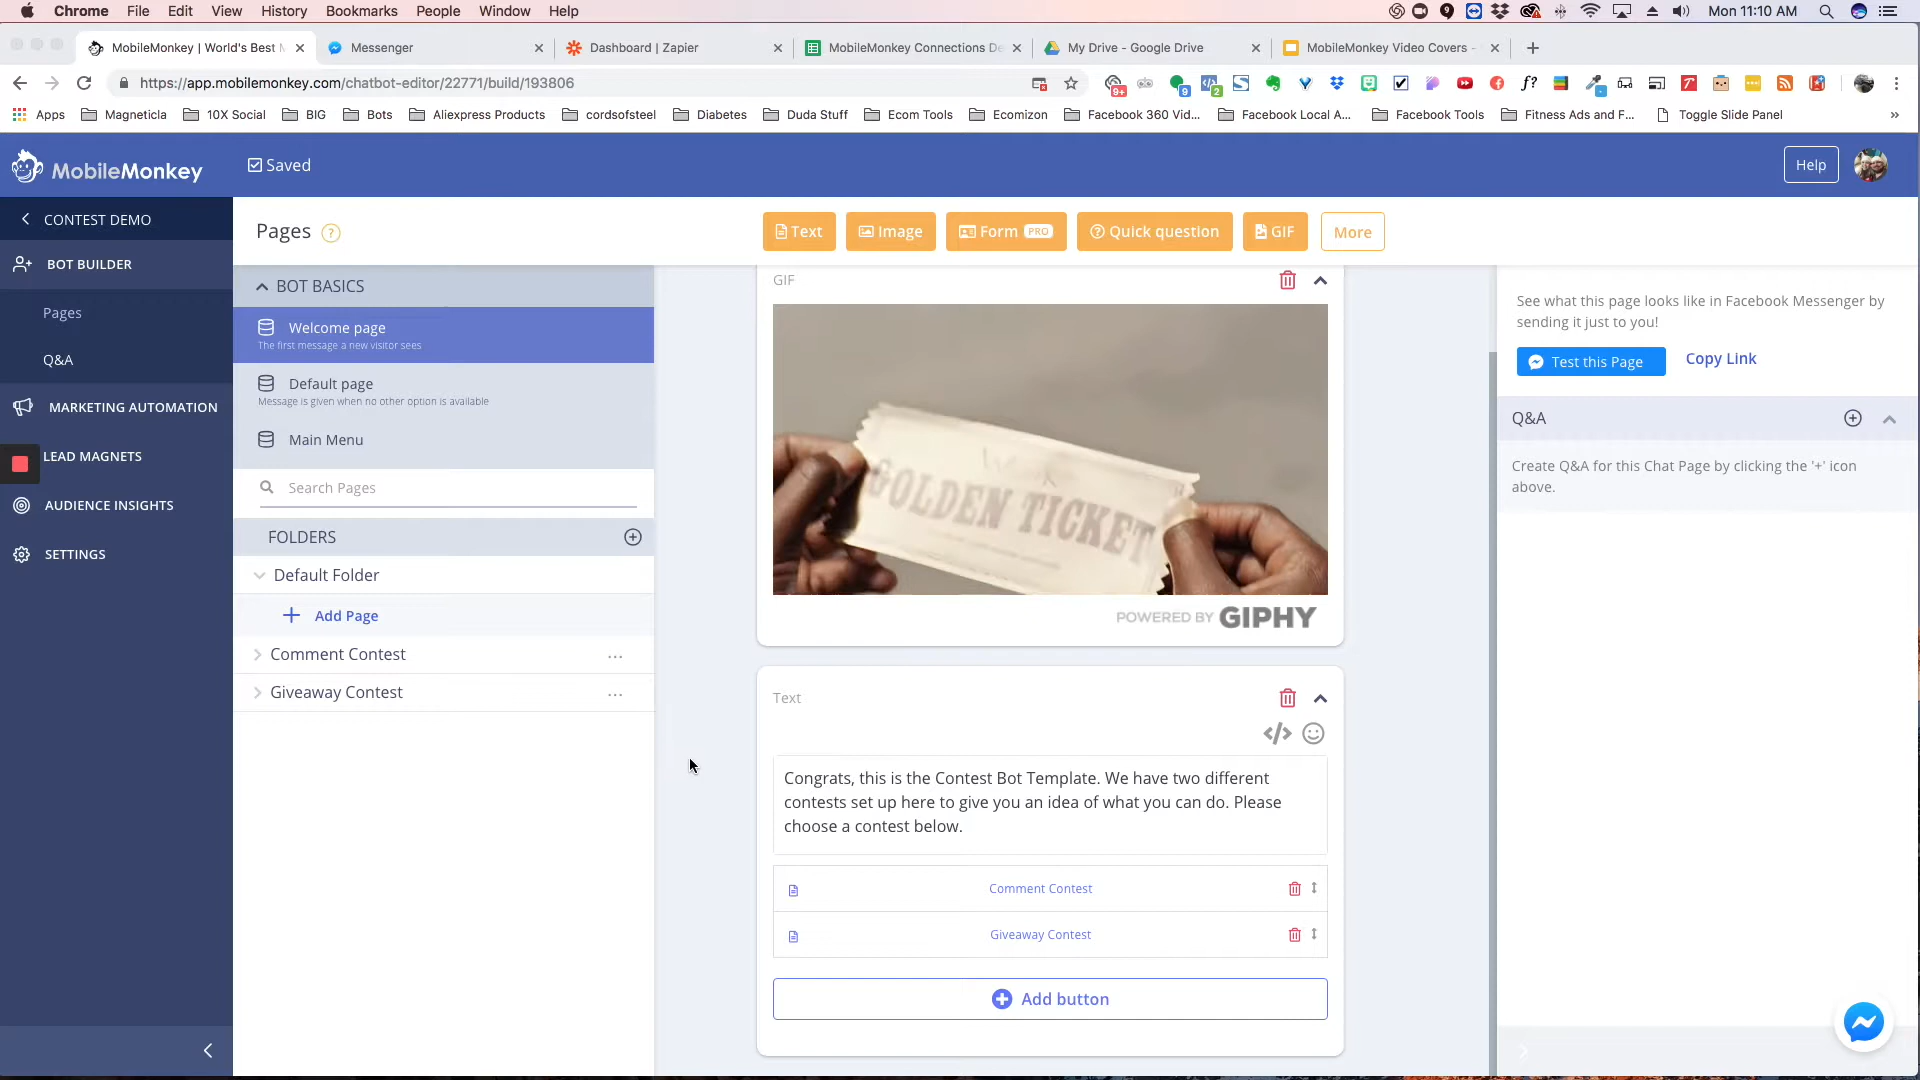 Chrome File Edit View History Bookmarks People Window Help Mon 11:10 AM
MobileMonkey | World's Best M Messenger Dashboard | Zapier MobileMonkey Connections De My Drive - Google Drive MobileMonkey Video Covers -
https://app.mobilemonkey.com/chatbot-editor/22771/build/193806
Apps Magneticla 10X Social BIG Bots Aliexpress Products cordsofsteel Diabetes Duda Stuff Ecom Tools Ecomizon Facebook 360 Vid... Facebook Local A... Facebook Tools Fitness Ads and F... Toggle Slide Panel »
MobileMonkey Saved Help
CONTEST DEMO
BOT BUILDER
Pages
Q&A
MARKETING AUTOMATION
LEAD MAGNETS
AUDIENCE INSIGHTS
SETTINGS
Pages ?
Text Image Form PRO Quick question GIF More
BOT BASICS
Welcome page
The first message a new visitor sees
Default page
Message is given when no other option is available
Main Menu
Search Pages
FOLDERS
Default Folder
Add Page
Comment Contest ...
Giveaway Contest ...
GIF
GOLDEN TICKET
POWERED BY GIPHY
Text
Congrats, this is the Contest Bot Template. We have two different
contests set up here to give you an idea of what you can do. Please
choose a contest below.
Comment Contest
Giveaway Contest
Add button
See what this page looks like in Facebook Messenger by
sending it just to you!
Test this Page Copy Link
Q&A
Create Q&A for this Chat Page by clicking the '+' icon
above.